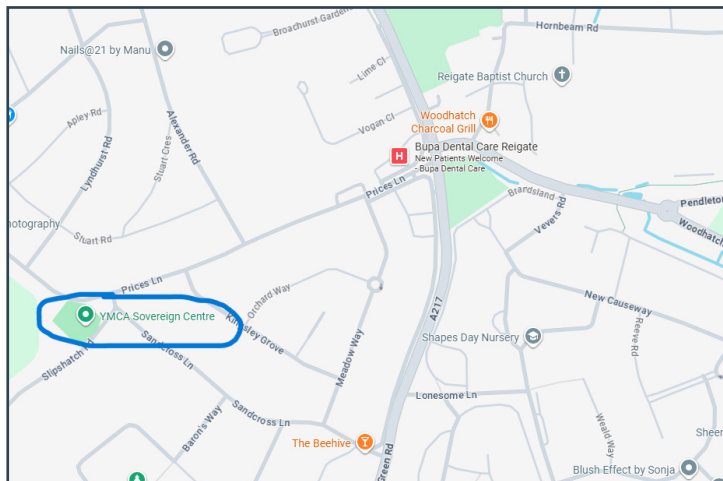 Broadhurst Gardens
Hornbeam Rd
Nails@21 by Manu
Lime Cl
Reigate Baptist Church
Apley Rd
Vogan Cl
Woodhatch
Charcoal Grill
Alexander Rd
Stuart Cres
Lyndhurst Rd
Bupa Dental Care Reigate
New Patients Welcome
- Bupa Dental Care
H
Prices Ln
Brandsland
Pendleton
Vevers Rd
Woodhatch
hotography
Stuart Rd
Prices Ln
Orchard Way
New Causeway
YMCA Sovereign Centre
Kingsley Grove
A217
Reeve Rd
Shapes Day Nursery
Sandcross Ln
Slipshatch Rd
Meadow Way
Lonesome Ln
Sandcross Ln
Baron's Way
Weald Way
The Beehive
Green Rd
Sheer
Blush Effect by Sonja